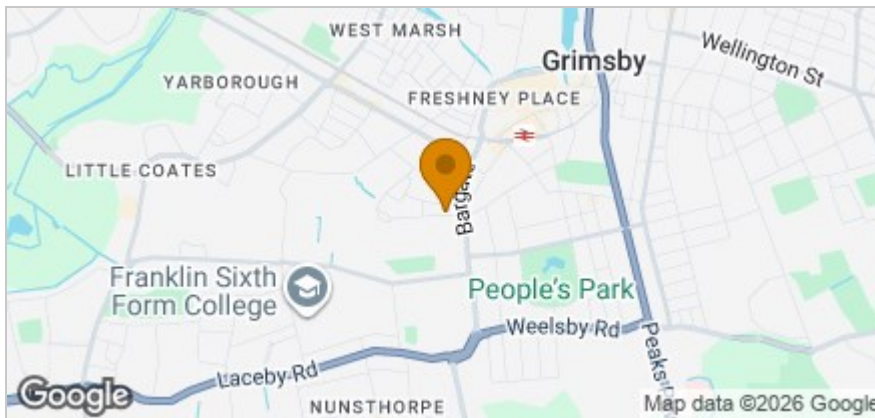 WEST MARSH
Grimsby
Wellington St
YARBOROUGH
FRESHNEY PLACE
LITTLE COATES
Bargate
Franklin Sixth
Form College
People's Park
Weelsby Rd
Laceby Rd
NUNSTHORPE
Google
Map data ©2026 Google